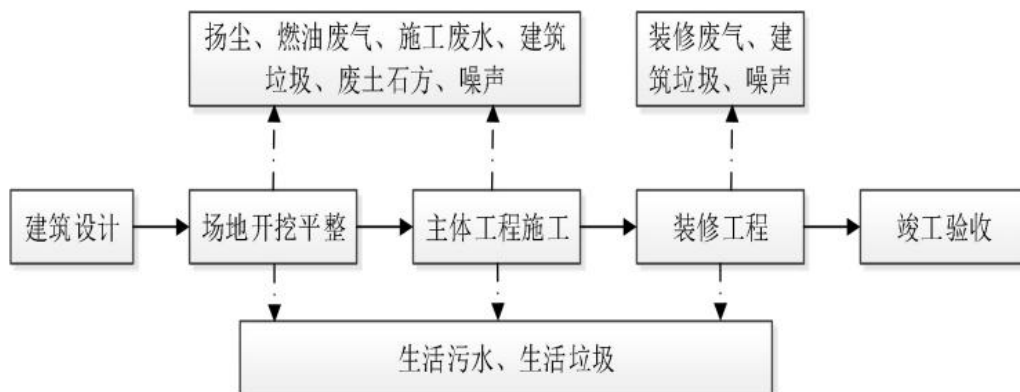 扬尘、燃油废气、施工废水、建筑
垃圾、废土石方、噪声
装修废气、建
筑垃圾、噪声
建筑设计
场地开挖平整
主体工程施工
装修工程
竣工验收
生活污水、生活垃圾